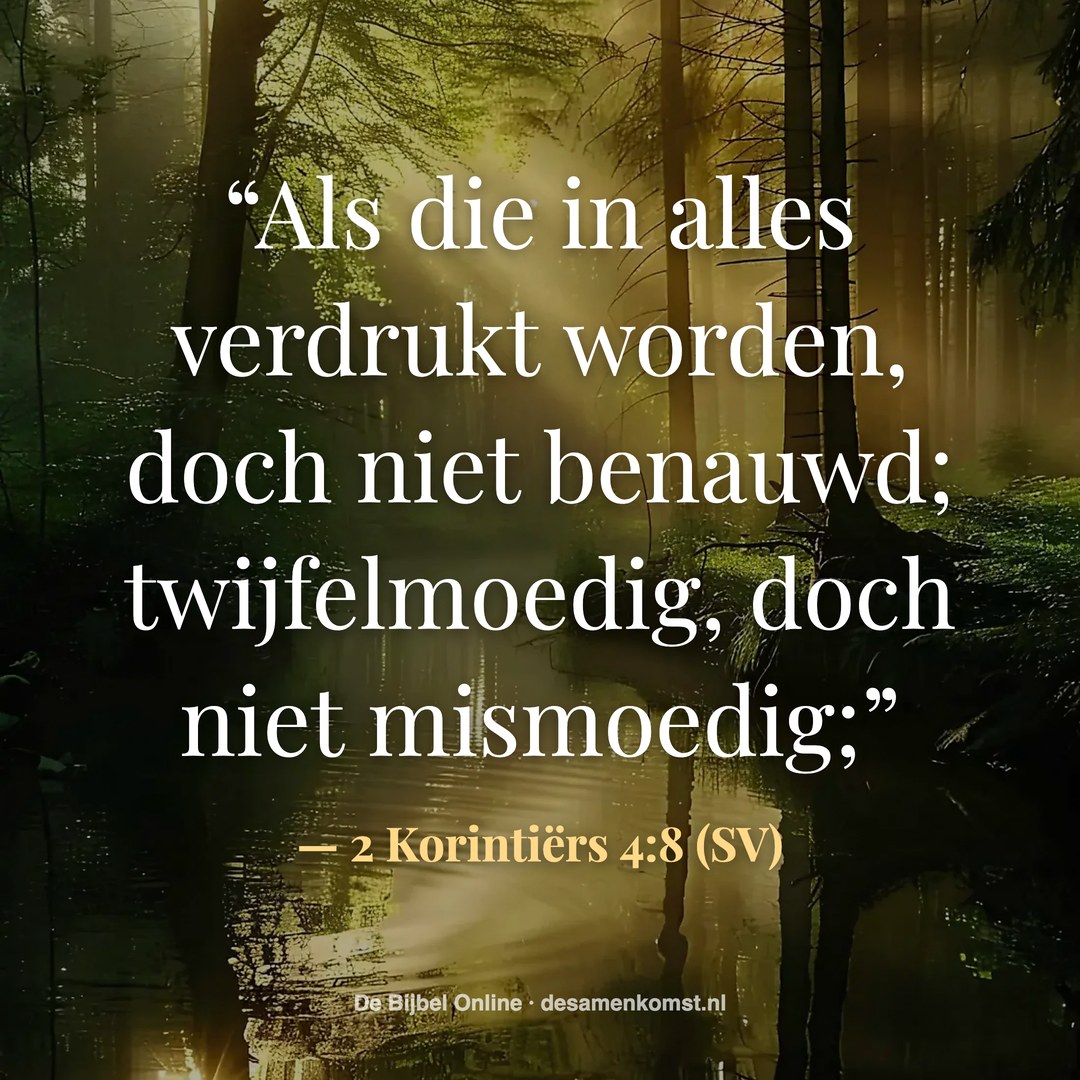 “Als die in alles
verdrukt worden,
doch niet benauwd;
twijfelmoedig, doch
niet mismoedig;”
— 2 Korintiërs 4:8 (SV)
De Bijbel Online · desamenkomst.nl